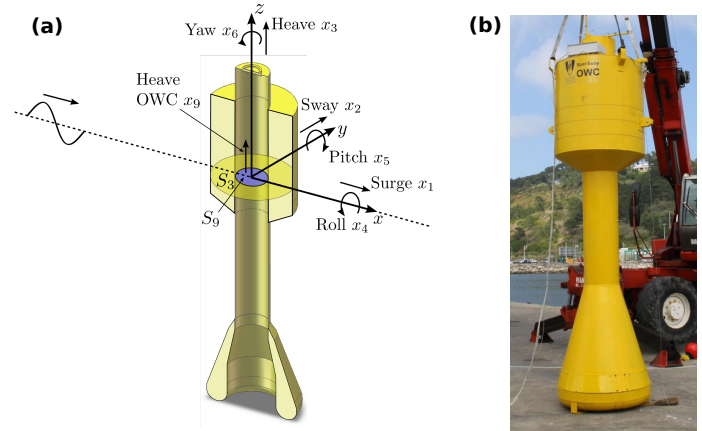 (a)
z
Yaw x₆
Heave x₃
Heave
OWC x₉
Sway x₂
y
Pitch x₅
S₃
Surge x₁
S₉
Roll x₄
x
(b)
OWC